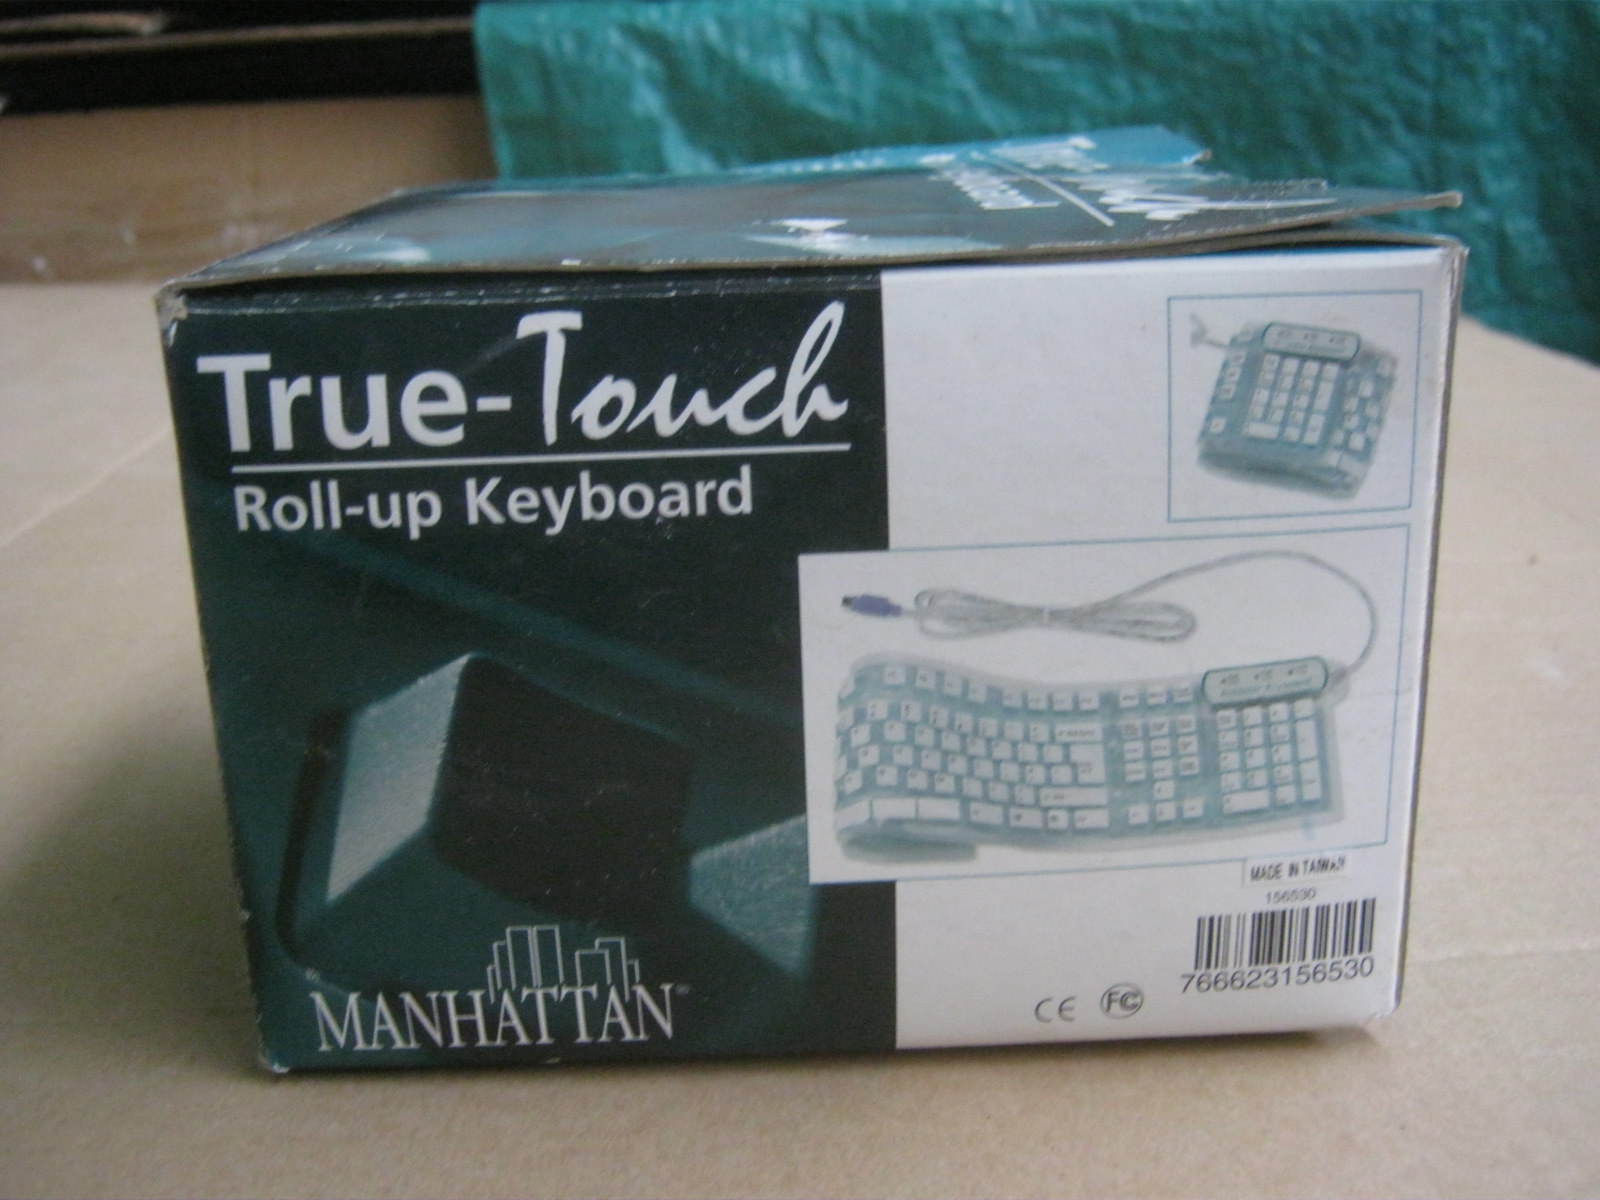 True-Touch
Roll-up Keyboard
MANHATTAN®
MADE IN TAIWAN
156530
766623156530
CE FC